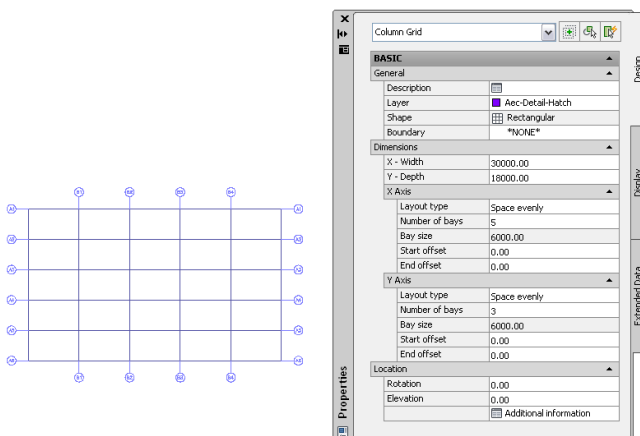 Column Grid
BASIC
General
Description
Layer Aec-Detail-Hatch
Shape Rectangular
Boundary *NONE*
Dimensions
X - Width 30000.00
Y - Depth 18000.00
X Axis
Layout type Space evenly
Number of bays 5
Bay size 6000.00
Start offset 0.00
End offset 0.00
Y Axis
Layout type Space evenly
Number of bays 3
Bay size 6000.00
Start offset 0.00
End offset 0.00
Location
Rotation 0.00
Elevation 0.00
Additional information
Properties
Design
Display
Extended Data